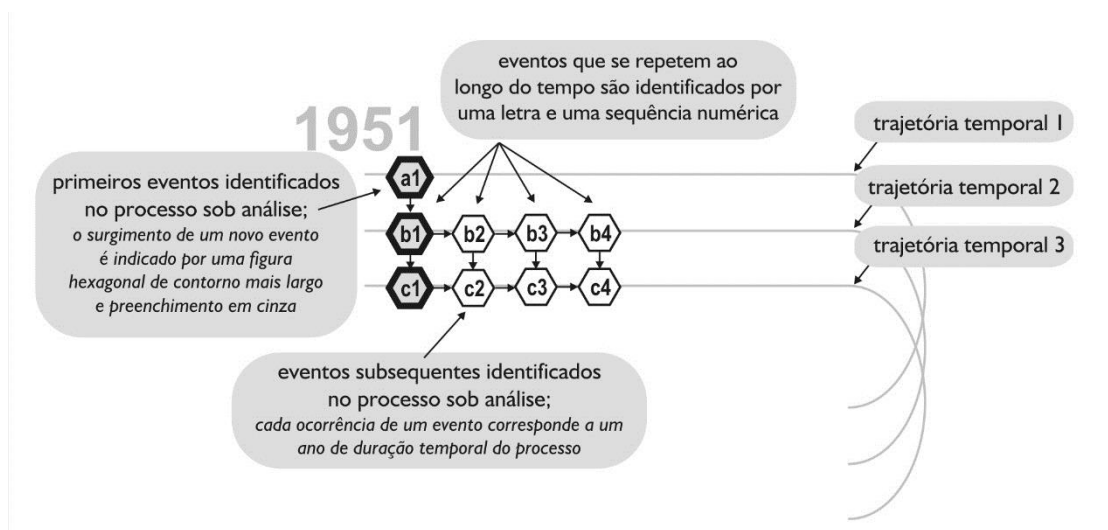 eventos que se repetem ao
longo do tempo são identificados por
uma letra e uma sequência numérica
1951
trajetória temporal 1
primeiros eventos identificados
no processo sob análise;
o surgimento de um novo evento
é indicado por uma figura
hexagonal de contorno mais largo
e preenchimento em cinza
a1
trajetória temporal 2
b1 b2 b3 b4
trajetória temporal 3
c1 c2 c3 c4
eventos subsequentes identificados
no processo sob análise;
cada ocorrência de um evento corresponde a um
ano de duração temporal do processo